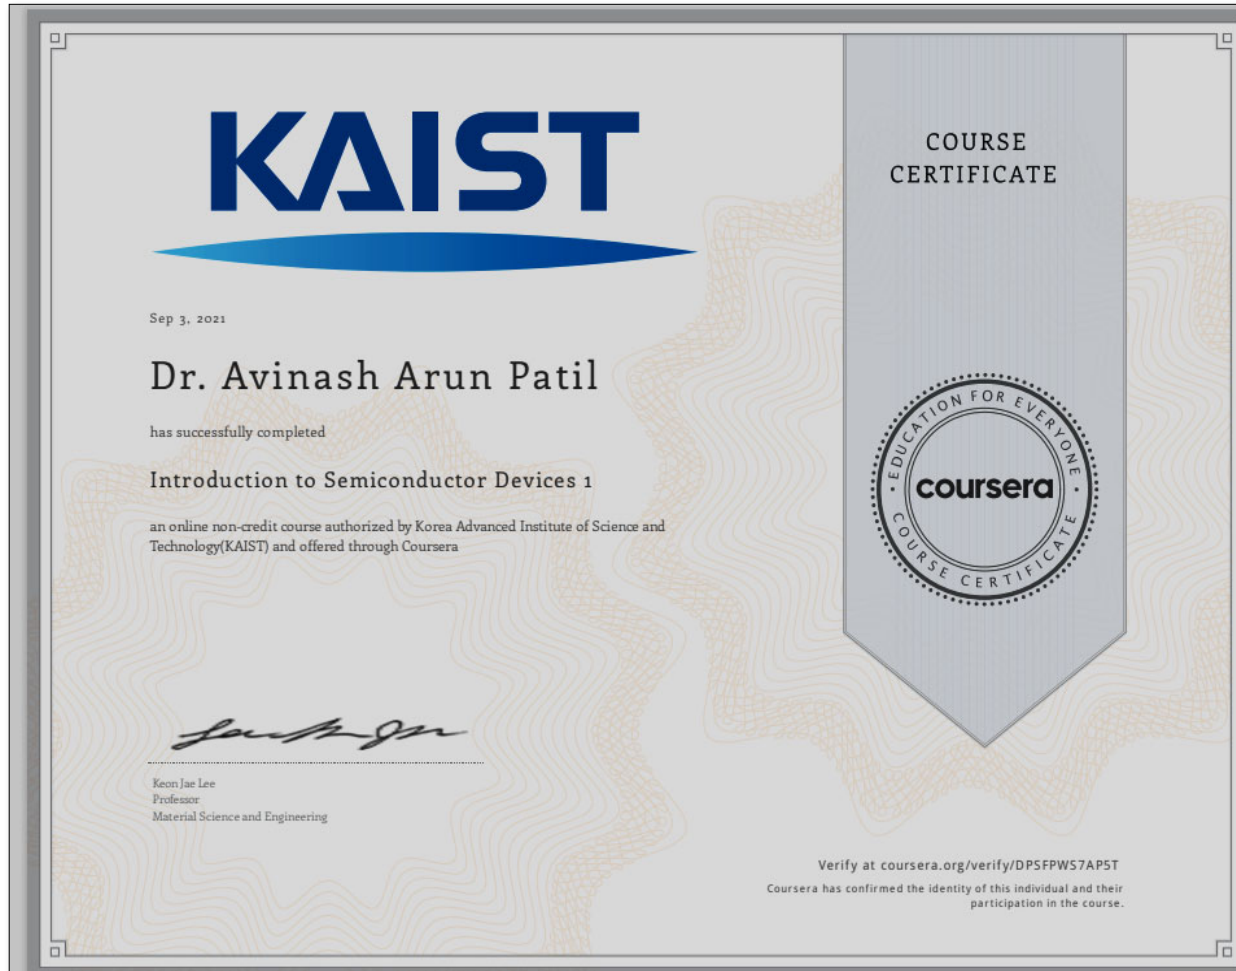 KAIST
COURSE
CERTIFICATE
Sep 3, 2021
Dr. Avinash Arun Patil
has successfully completed
Introduction to Semiconductor Devices 1
an online non-credit course authorized by Korea Advanced Institute of Science and
Technology(KAIST) and offered through Coursera
EDUCATION FOR EVERYONE
coursera
COURSE CERTIFICATE
Keon Jae Lee
Professor
Material Science and Engineering
Verify at coursera.org/verify/DPSFPWS7AP5T
Coursera has confirmed the identity of this individual and their
participation in the course.